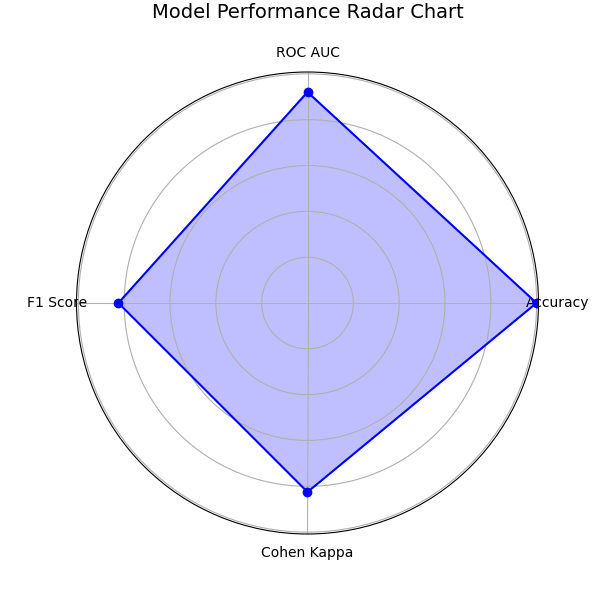 Model Performance Radar Chart
ROC AUC
F1 Score
Accuracy
Cohen Kappa